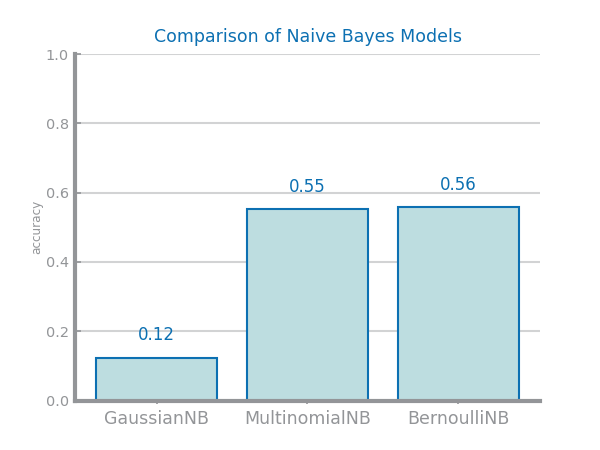 Comparison of Naive Bayes Models
1.0
0.8
0.6
0.4
0.2
0.0
accuracy
0.12
0.55
0.56
GaussianNB
MultinomialNB
BernoulliNB